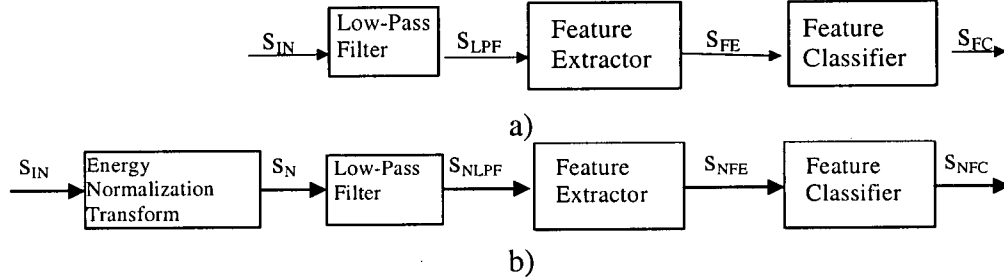 S_IN Low-Pass Filter S_LPF Feature Extractor S_FE Feature Classifier S_FC
a)
S_IN Energy Normalization Transform S_N Low-Pass Filter S_NLPF Feature Extractor S_NFE Feature Classifier S_NFC
b)